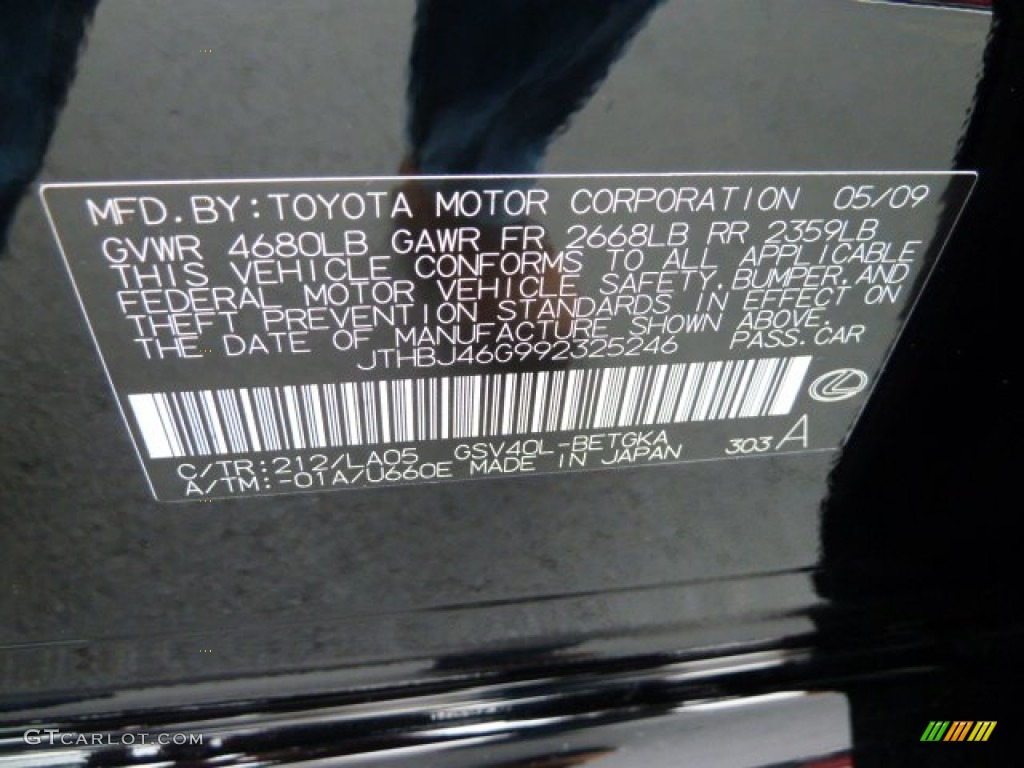 MFD.BY:TOYOTA MOTOR CORPORATION 05/09
GVWR 4680LB GAWR FR 2668LB RR 2359LB
THIS VEHICLE CONFORMS TO ALL APPLICABLE
FEDERAL MOTOR VEHICLE SAFETY,BUMPER,AND
THEFT PREVENTION STANDARDS IN EFFECT ON
THE DATE OF MANUFACTURE SHOWN ABOVE.
JTHBJ46G992325246 PASS.CAR
C/TR:212/LA05 GSV40L-BETGKA 303A
A/TM:-01A/U660E MADE IN JAPAN
GTCARLOT.COM